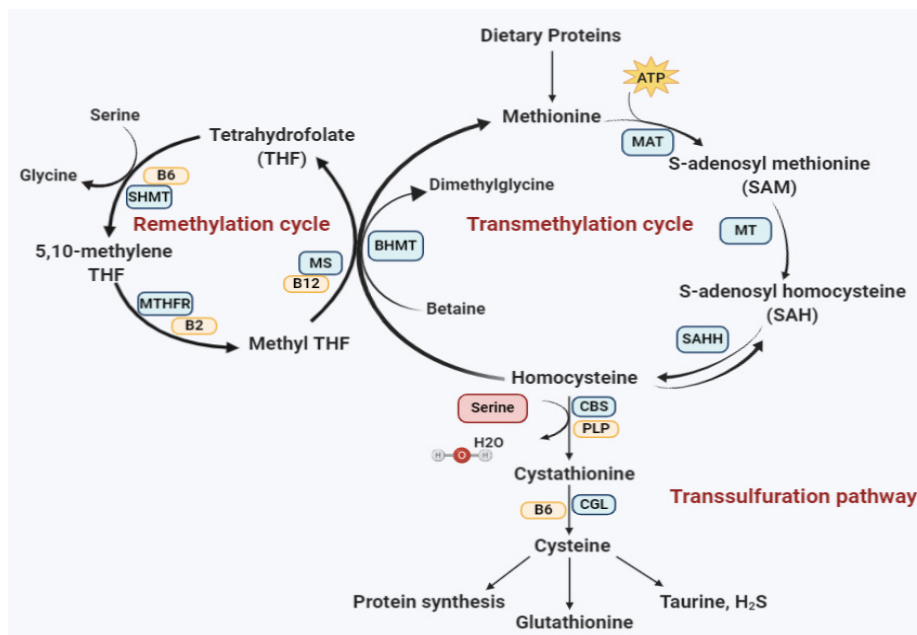 Dietary Proteins
ATP
Methionine
MAT
Serine
Tetrahydrofolate
(THF)
S-adenosyl methionine
(SAM)
Glycine
B6
SHMT
Dimethylglycine
Remethylation cycle
Transmethylation cycle
MT
5,10-methylene
THF
BHMT
MS
B12
MTHFR
B2
Betaine
S-adenosyl homocysteine
(SAH)
Methyl THF
SAHH
Homocysteine
Serine
CBS
PLP
H2O
H
O
H
Cystathionine
Transsulfuration pathway
B6
CGL
Cysteine
Protein synthesis
Glutathionine
Taurine, H₂S